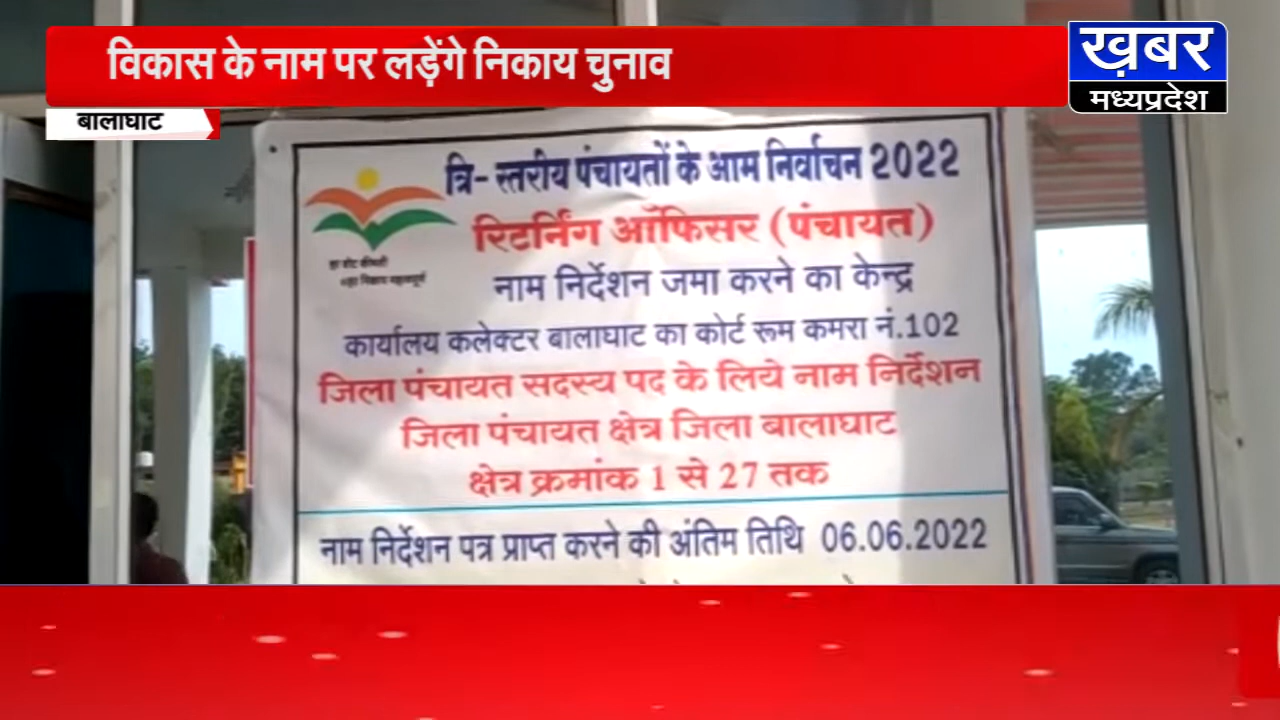 विकास के नाम पर लड़ेंगे निकाय चुनाव
ख़बर
मध्यप्रदेश
बालाघाट
त्रि- स्तरीय पंचायतों के आम निर्वाचन 2022
रिटर्निंग ऑफिसर (पंचायत)
नाम निर्देशन जमा करने का केन्द्र
कार्यालय कलेक्टर बालाघाट का कोर्ट रूम कमरा नं.102
जिला पंचायत सदस्य पद के लिये नाम निर्देशन
जिला पंचायत क्षेत्र जिला बालाघाट
क्षेत्र क्रमांक 1 से 27 तक
नाम निर्देशन पत्र प्राप्त करने की अंतिम तिथि 06.06.2022